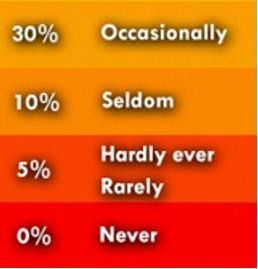 30% Occasionally
10% Seldom
5% Hardly ever
Rarely
0% Never